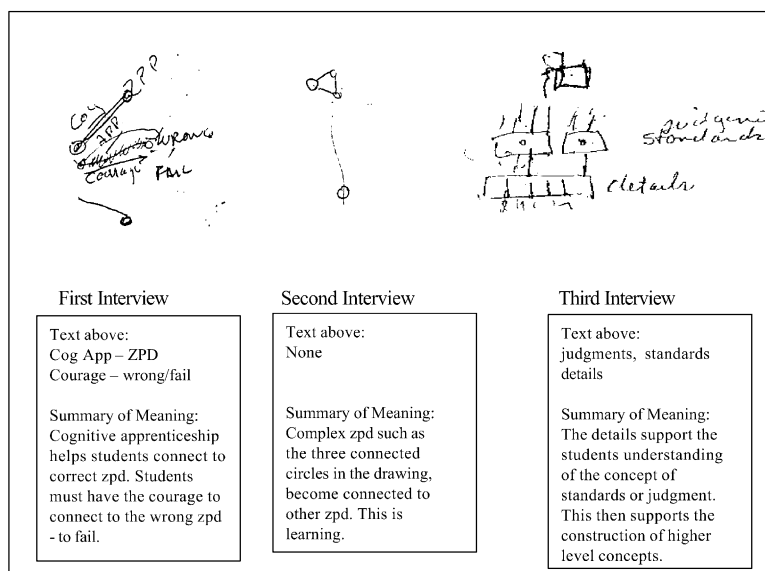 Cog
ZPP
APP
wrong
Courage
FAIL
standards
details
First Interview
Second Interview
Third Interview
Text above:
Cog App – ZPD
Courage – wrong/fail
Summary of Meaning:
Cognitive apprenticeship
helps students connect to
correct zpd. Students
must have the courage to
connect to the wrong zpd
- to fail.
Text above:
None
Summary of Meaning:
Complex zpd such as
the three connected
circles in the drawing,
become connected to
other zpd. This is
learning.
Text above:
judgments, standards
details
Summary of Meaning:
The details support the
students understanding
of the concept of
standards or judgment.
This then supports the
construction of higher
level concepts.